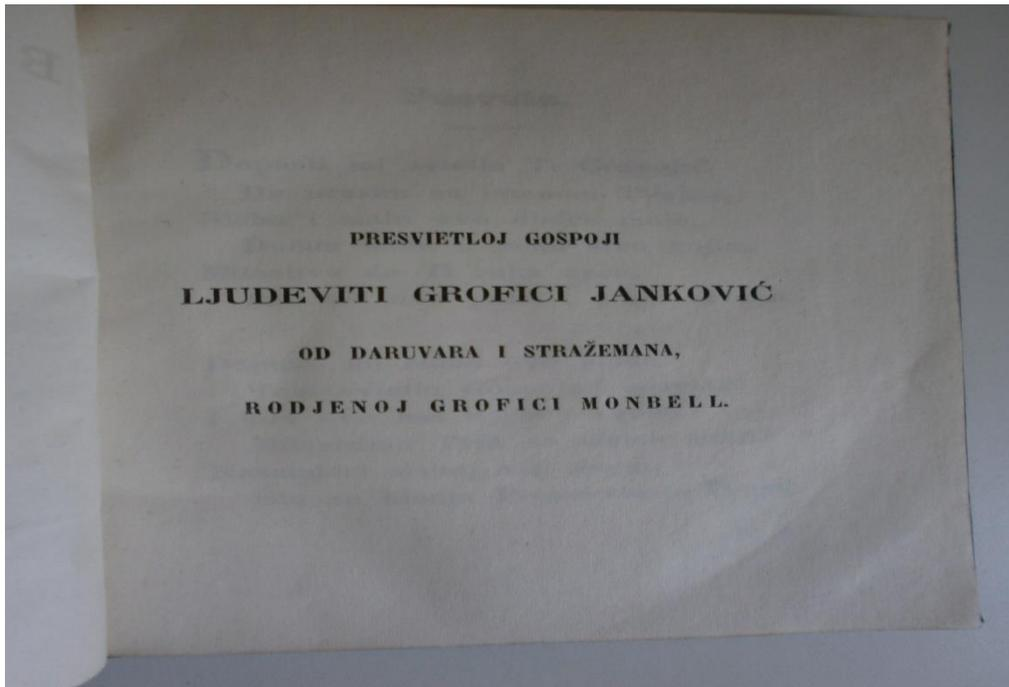 PRESVIETLOJ GOSPOJI
LJUDEVITI GROFICI JANKOVIĆ
OD DARUVARA I STRAŽEMANA,
RODJENOJ GROFICI MONBELL.